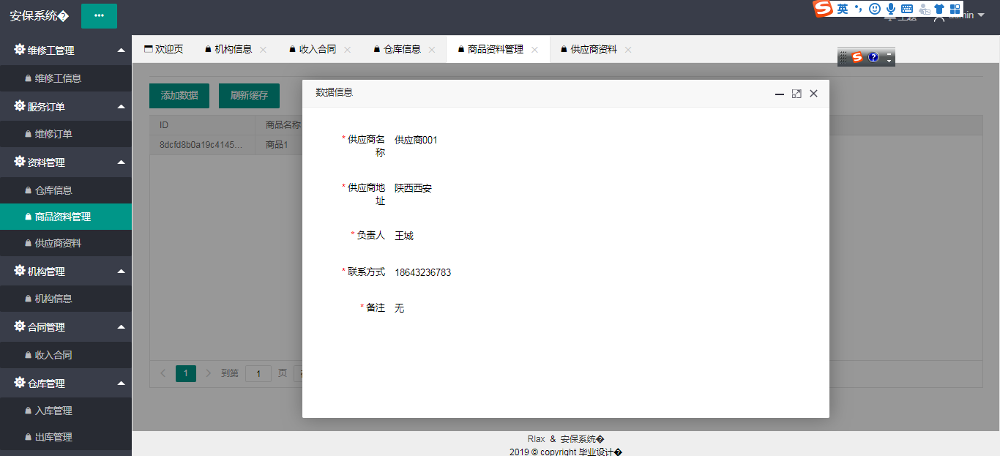 安保系统�
•••
英
主题
admin
维修工管理
维修工信息
服务订单
维修订单
资料管理
仓库信息
商品资料管理
供应商资料
机构管理
机构信息
合同管理
收入合同
仓库管理
入库管理
出库管理
欢迎页
机构信息
收入合同
仓库信息
商品资料管理
供应商资料
添加数据
刷新缓存
ID
商品名称
8dcfd8b0a19c4145...
商品1
1
到第
1
页
数据信息
*供应商名
称
供应商001
*供应商地
址
陕西西安
*负责人
王城
*联系方式
18643236783
*备注
无
Rlax & 安保系统�
2019 © copyright 毕业设计�